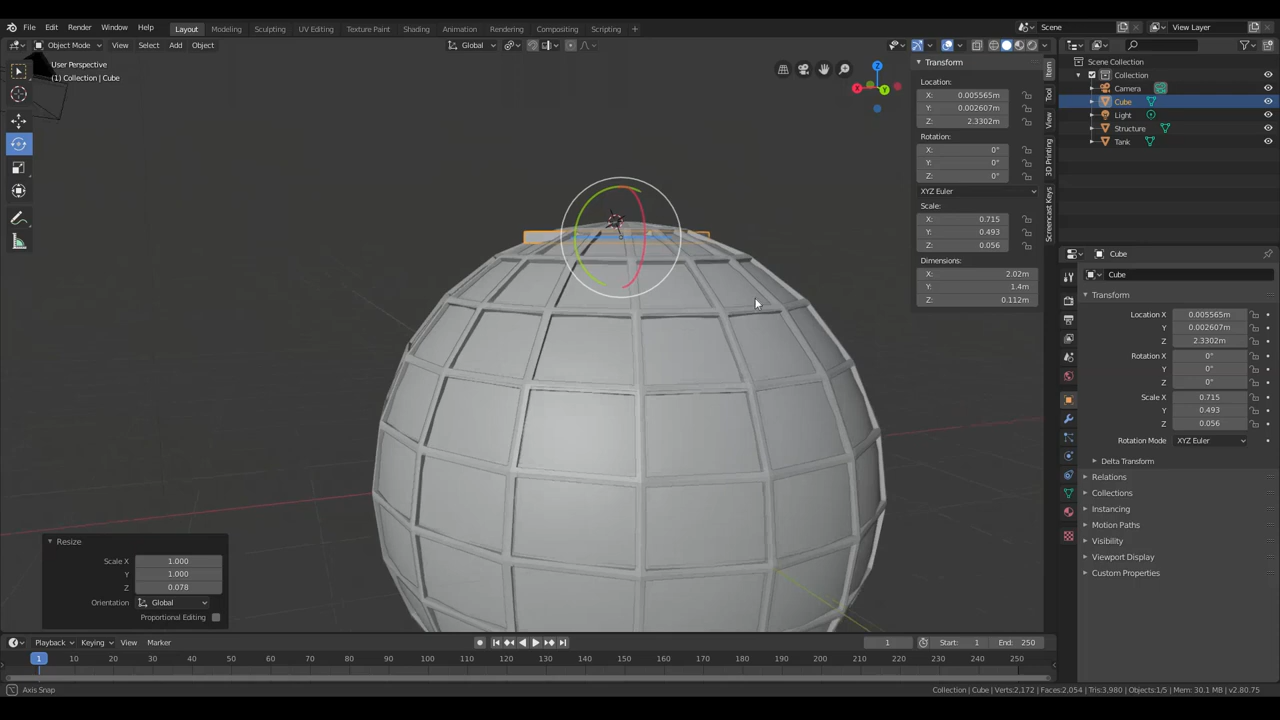 File Edit Render Window Help Layout Modeling Sculpting UV Editing Texture Paint Shading Animation Rendering Compositing Scripting + Scene View Layer
Object Mode View Select Add Object Global
User Perspective
(1) Collection | Cube
Transform
Location:
X: 0.005565m
Y: 0.002607m
Z: 2.3302m
Rotation:
X: 0°
Y: 0°
Z: 0°
XYZ Euler
Scale:
X: 0.715
Y: 0.493
Z: 0.056
Dimensions:
X: 2.02m
Y: 1.4m
Z: 0.112m
Item
Tool
View
3D Printing
Screencast Keys
Z
X
Y
Scene Collection
Collection
Camera
Cube
Light
Structure
Tank
Cube
Cube
Transform
Location X 0.005565m
Y 0.002607m
Z 2.3302m
Rotation X 0°
Y 0°
Z 0°
Scale X 0.715
Y 0.493
Z 0.056
Rotation Mode XYZ Euler
Delta Transform
Relations
Collections
Instancing
Motion Paths
Visibility
Viewport Display
Custom Properties
Resize
Scale X 1.000
Y 1.000
Z 0.078
Orientation Global
Proportional Editing
Playback Keying View Marker 1 Start: 1 End: 250
1 10 20 30 40 50 60 70 80 90 100 110 120 130 140 150 160 170 180 190 200 210 220 230 240 250
Axis Snap
Collection | Cube | Verts:2,172 | Faces:2,054 | Tris:3,980 | Objects:1/5 | Mem: 30.1 MB | v2.80.75